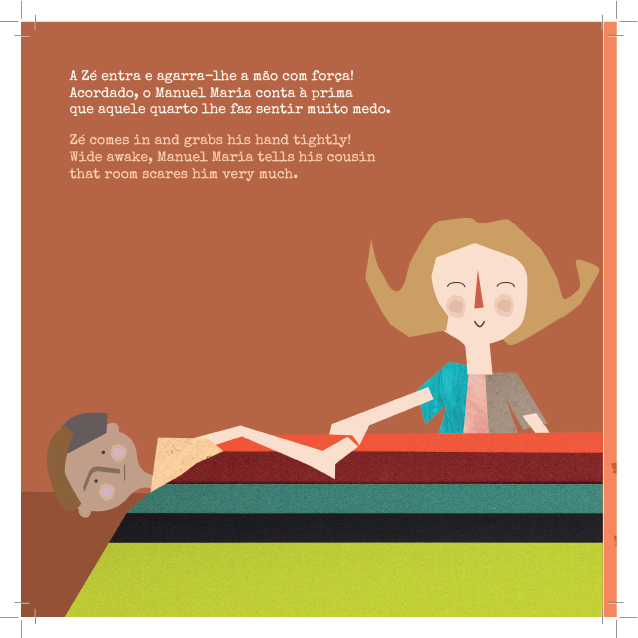 A Zé entra e agarra-lhe a mão com força!
Acordado, o Manuel Maria conta à prima
que aquele quarto lhe faz sentir muito medo.
Zé comes in and grabs his hand tightly!
Wide awake, Manuel Maria tells his cousin
that room scares him very much.